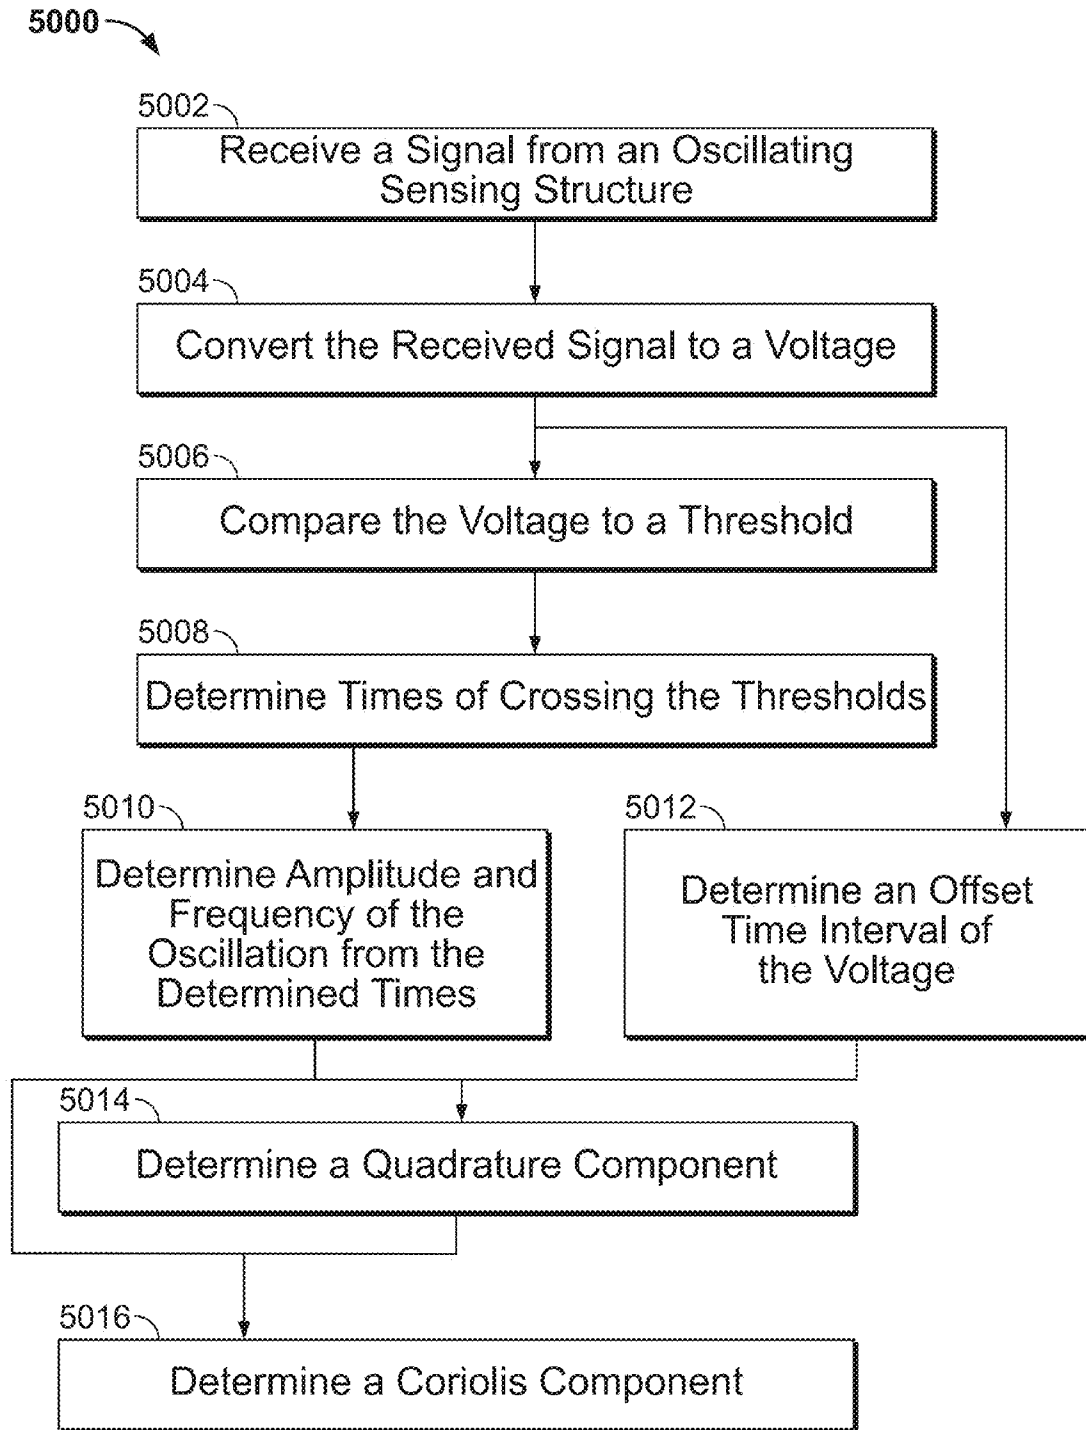 5000
5002
Receive a Signal from an Oscillating
Sensing Structure
5004
Convert the Received Signal to a Voltage
5006
Compare the Voltage to a Threshold
5008
Determine Times of Crossing the Thresholds
5010
Determine Amplitude and
Frequency of the
Oscillation from the
Determined Times
5012
Determine an Offset
Time Interval of
the Voltage
5014
Determine a Quadrature Component
5016
Determine a Coriolis Component